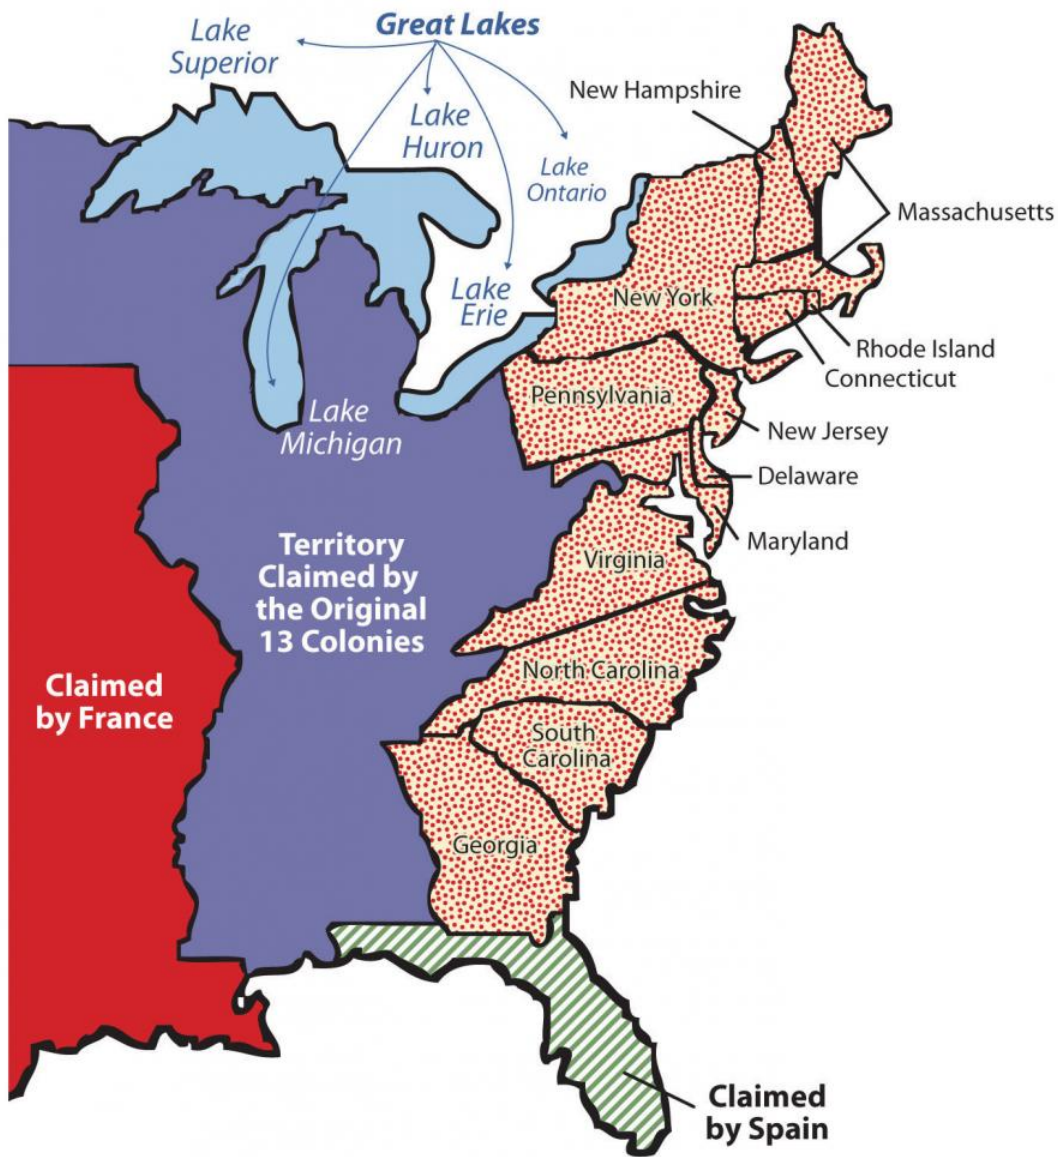 Great Lakes
Lake
Superior
Lake
Huron
Lake
Ontario
Lake
Erie
Lake
Michigan
New Hampshire
Massachusetts
New York
Rhode Island
Connecticut
Pennsylvania
New Jersey
Delaware
Maryland
Virginia
North Carolina
South
Carolina
Georgia
Territory
Claimed by
the Original
13 Colonies
Claimed
by France
Claimed
by Spain